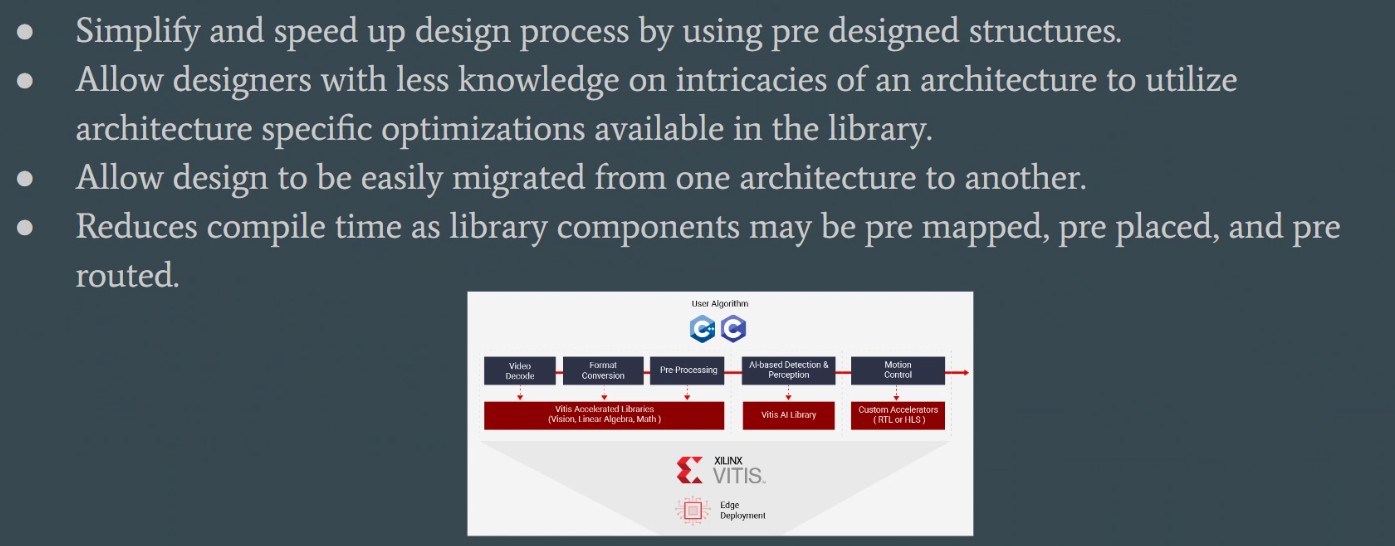 ● Simplify and speed up design process by using pre designed structures.
● Allow designers with less knowledge on intricacies of an architecture to utilize
architecture specific optimizations available in the library.
● Allow design to be easily migrated from one architecture to another.
● Reduces compile time as library components may be pre mapped, pre placed, and pre
routed.
User Algorithm
C++ C
Video
Decode
Format
Conversion
Pre-Processing
AI-based Detection &
Perception
Motion
Control
Vitis Accelerated Libraries
(Vision, Linear Algebra, Math )
Vitis AI Library
Custom Accelerators
( RTL or HLS )
XILINX
VITIS™
Edge
Deployment